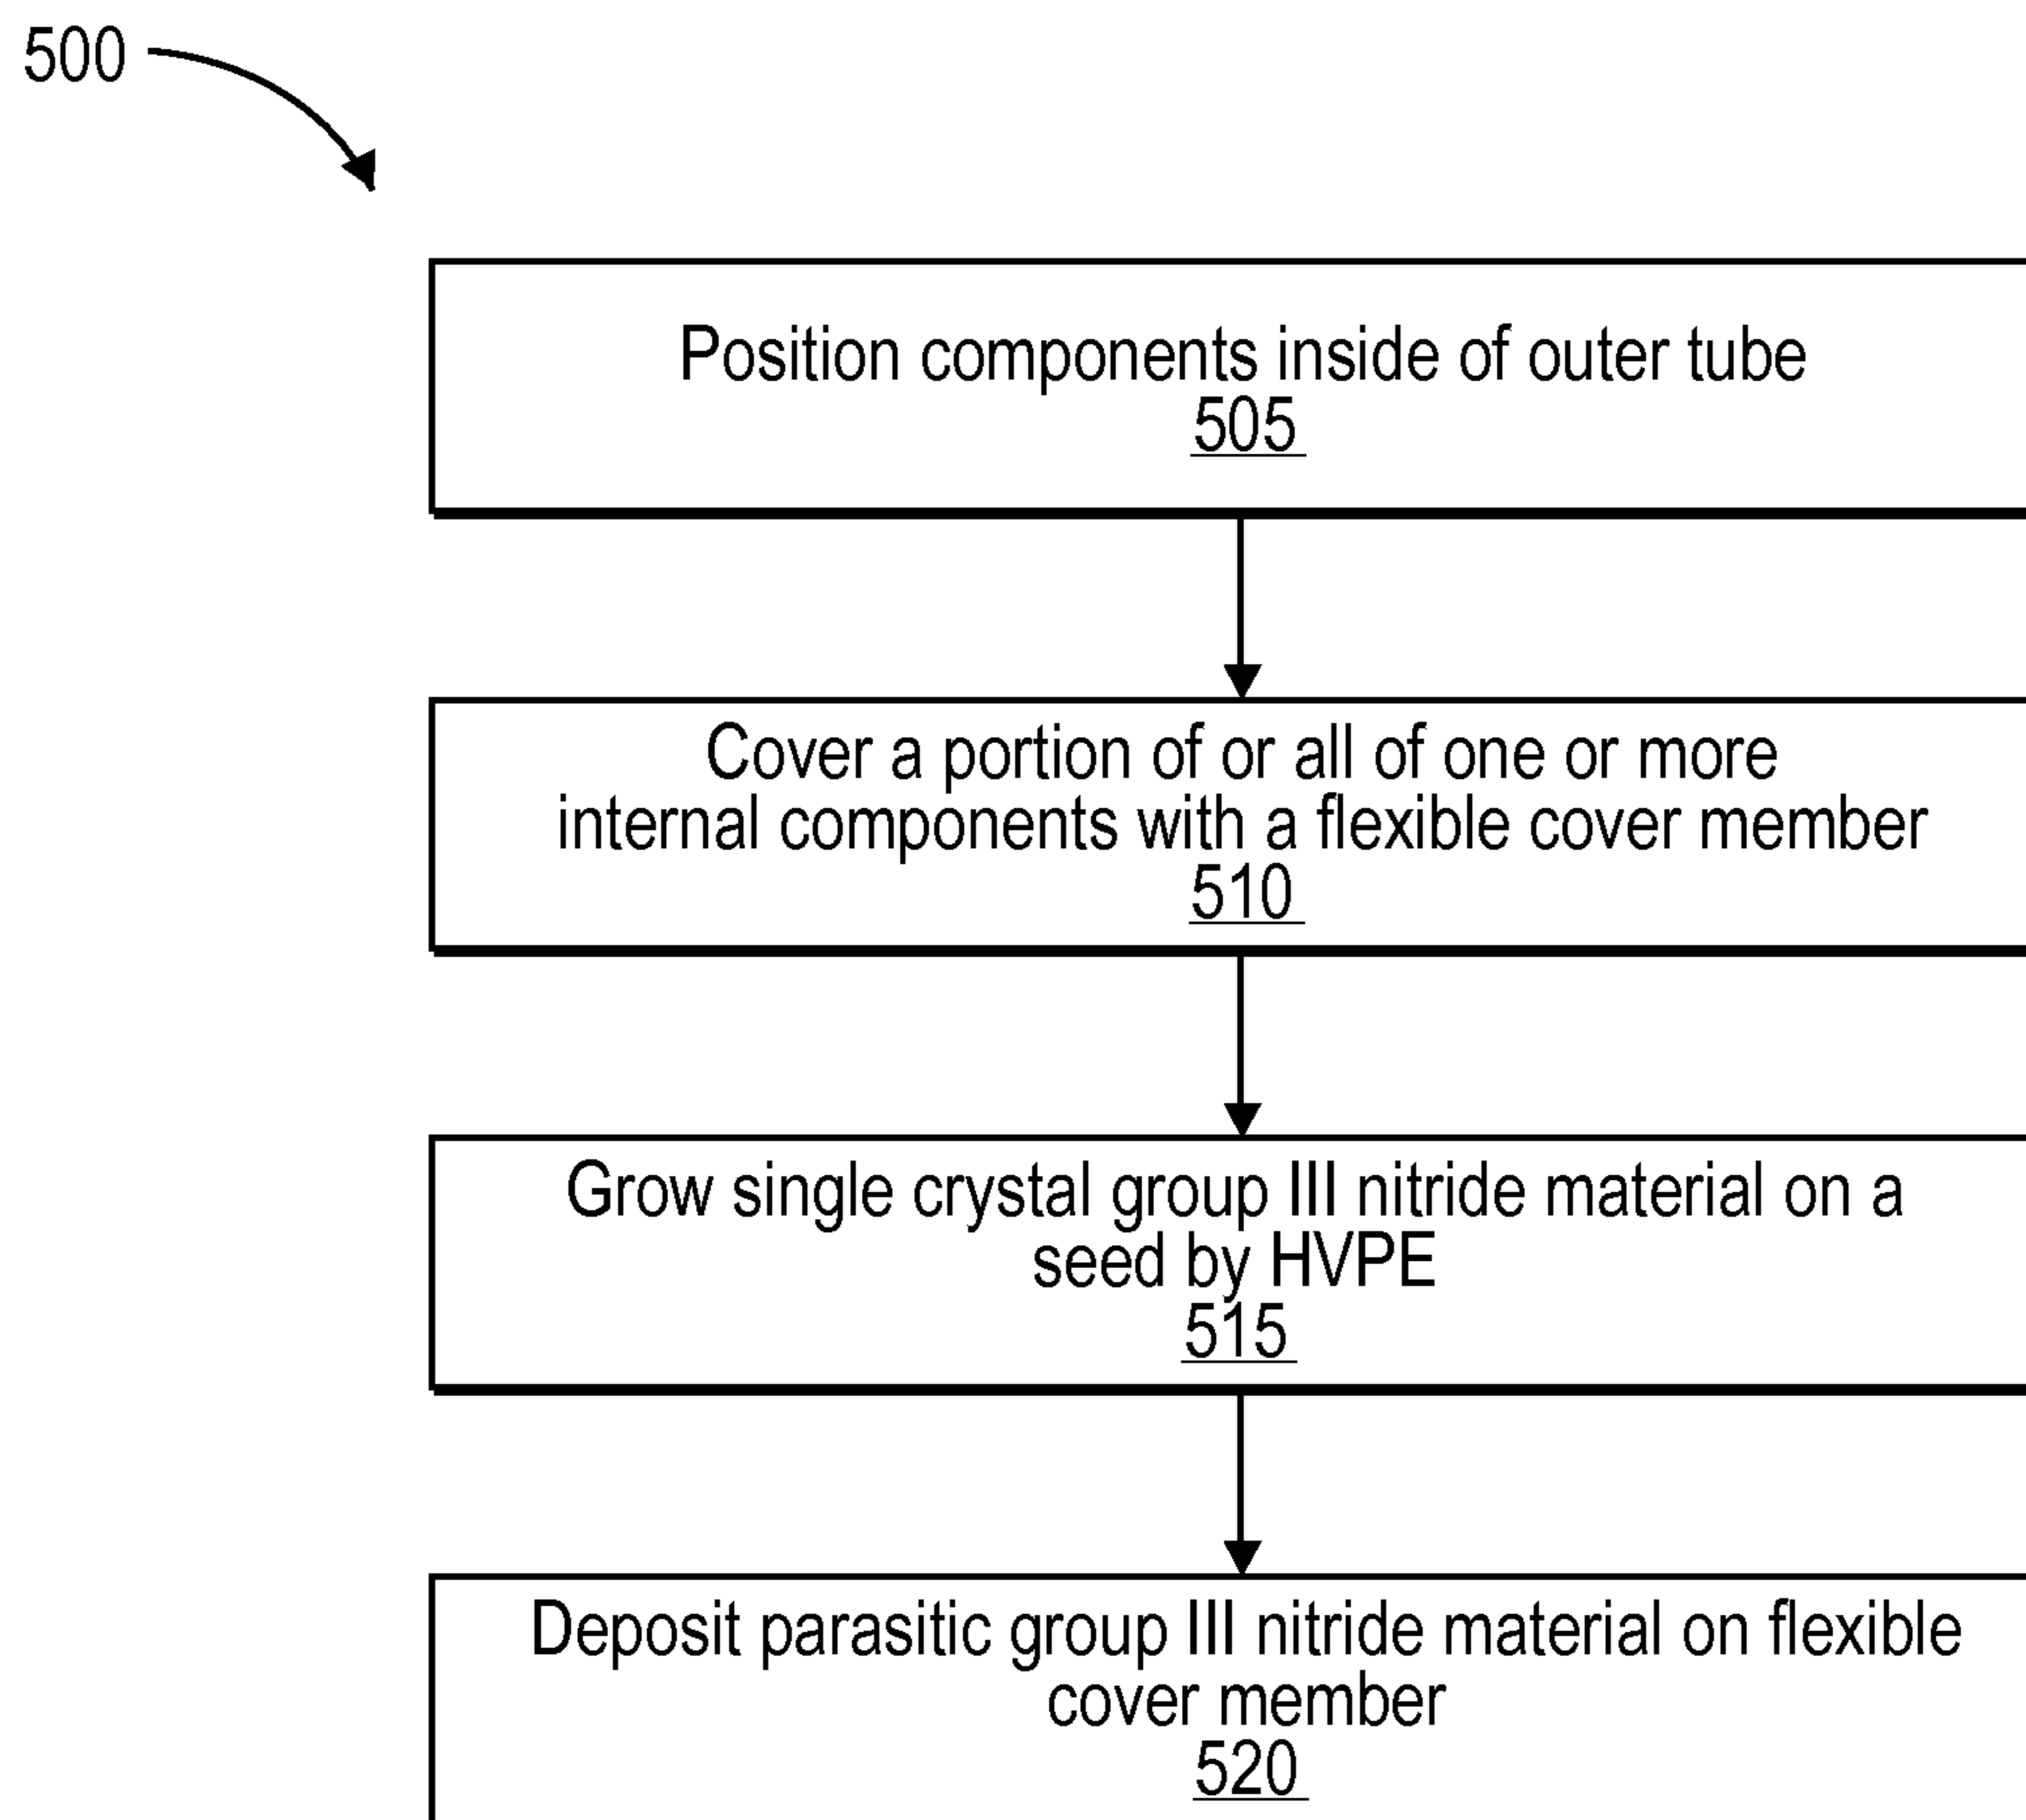 500
Position components inside of outer tube
505
Cover a portion of or all of one or more
internal components with a flexible cover member
510
Grow single crystal group III nitride material on a
seed by HVPE
515
Deposit parasitic group III nitride material on flexible
cover member
520